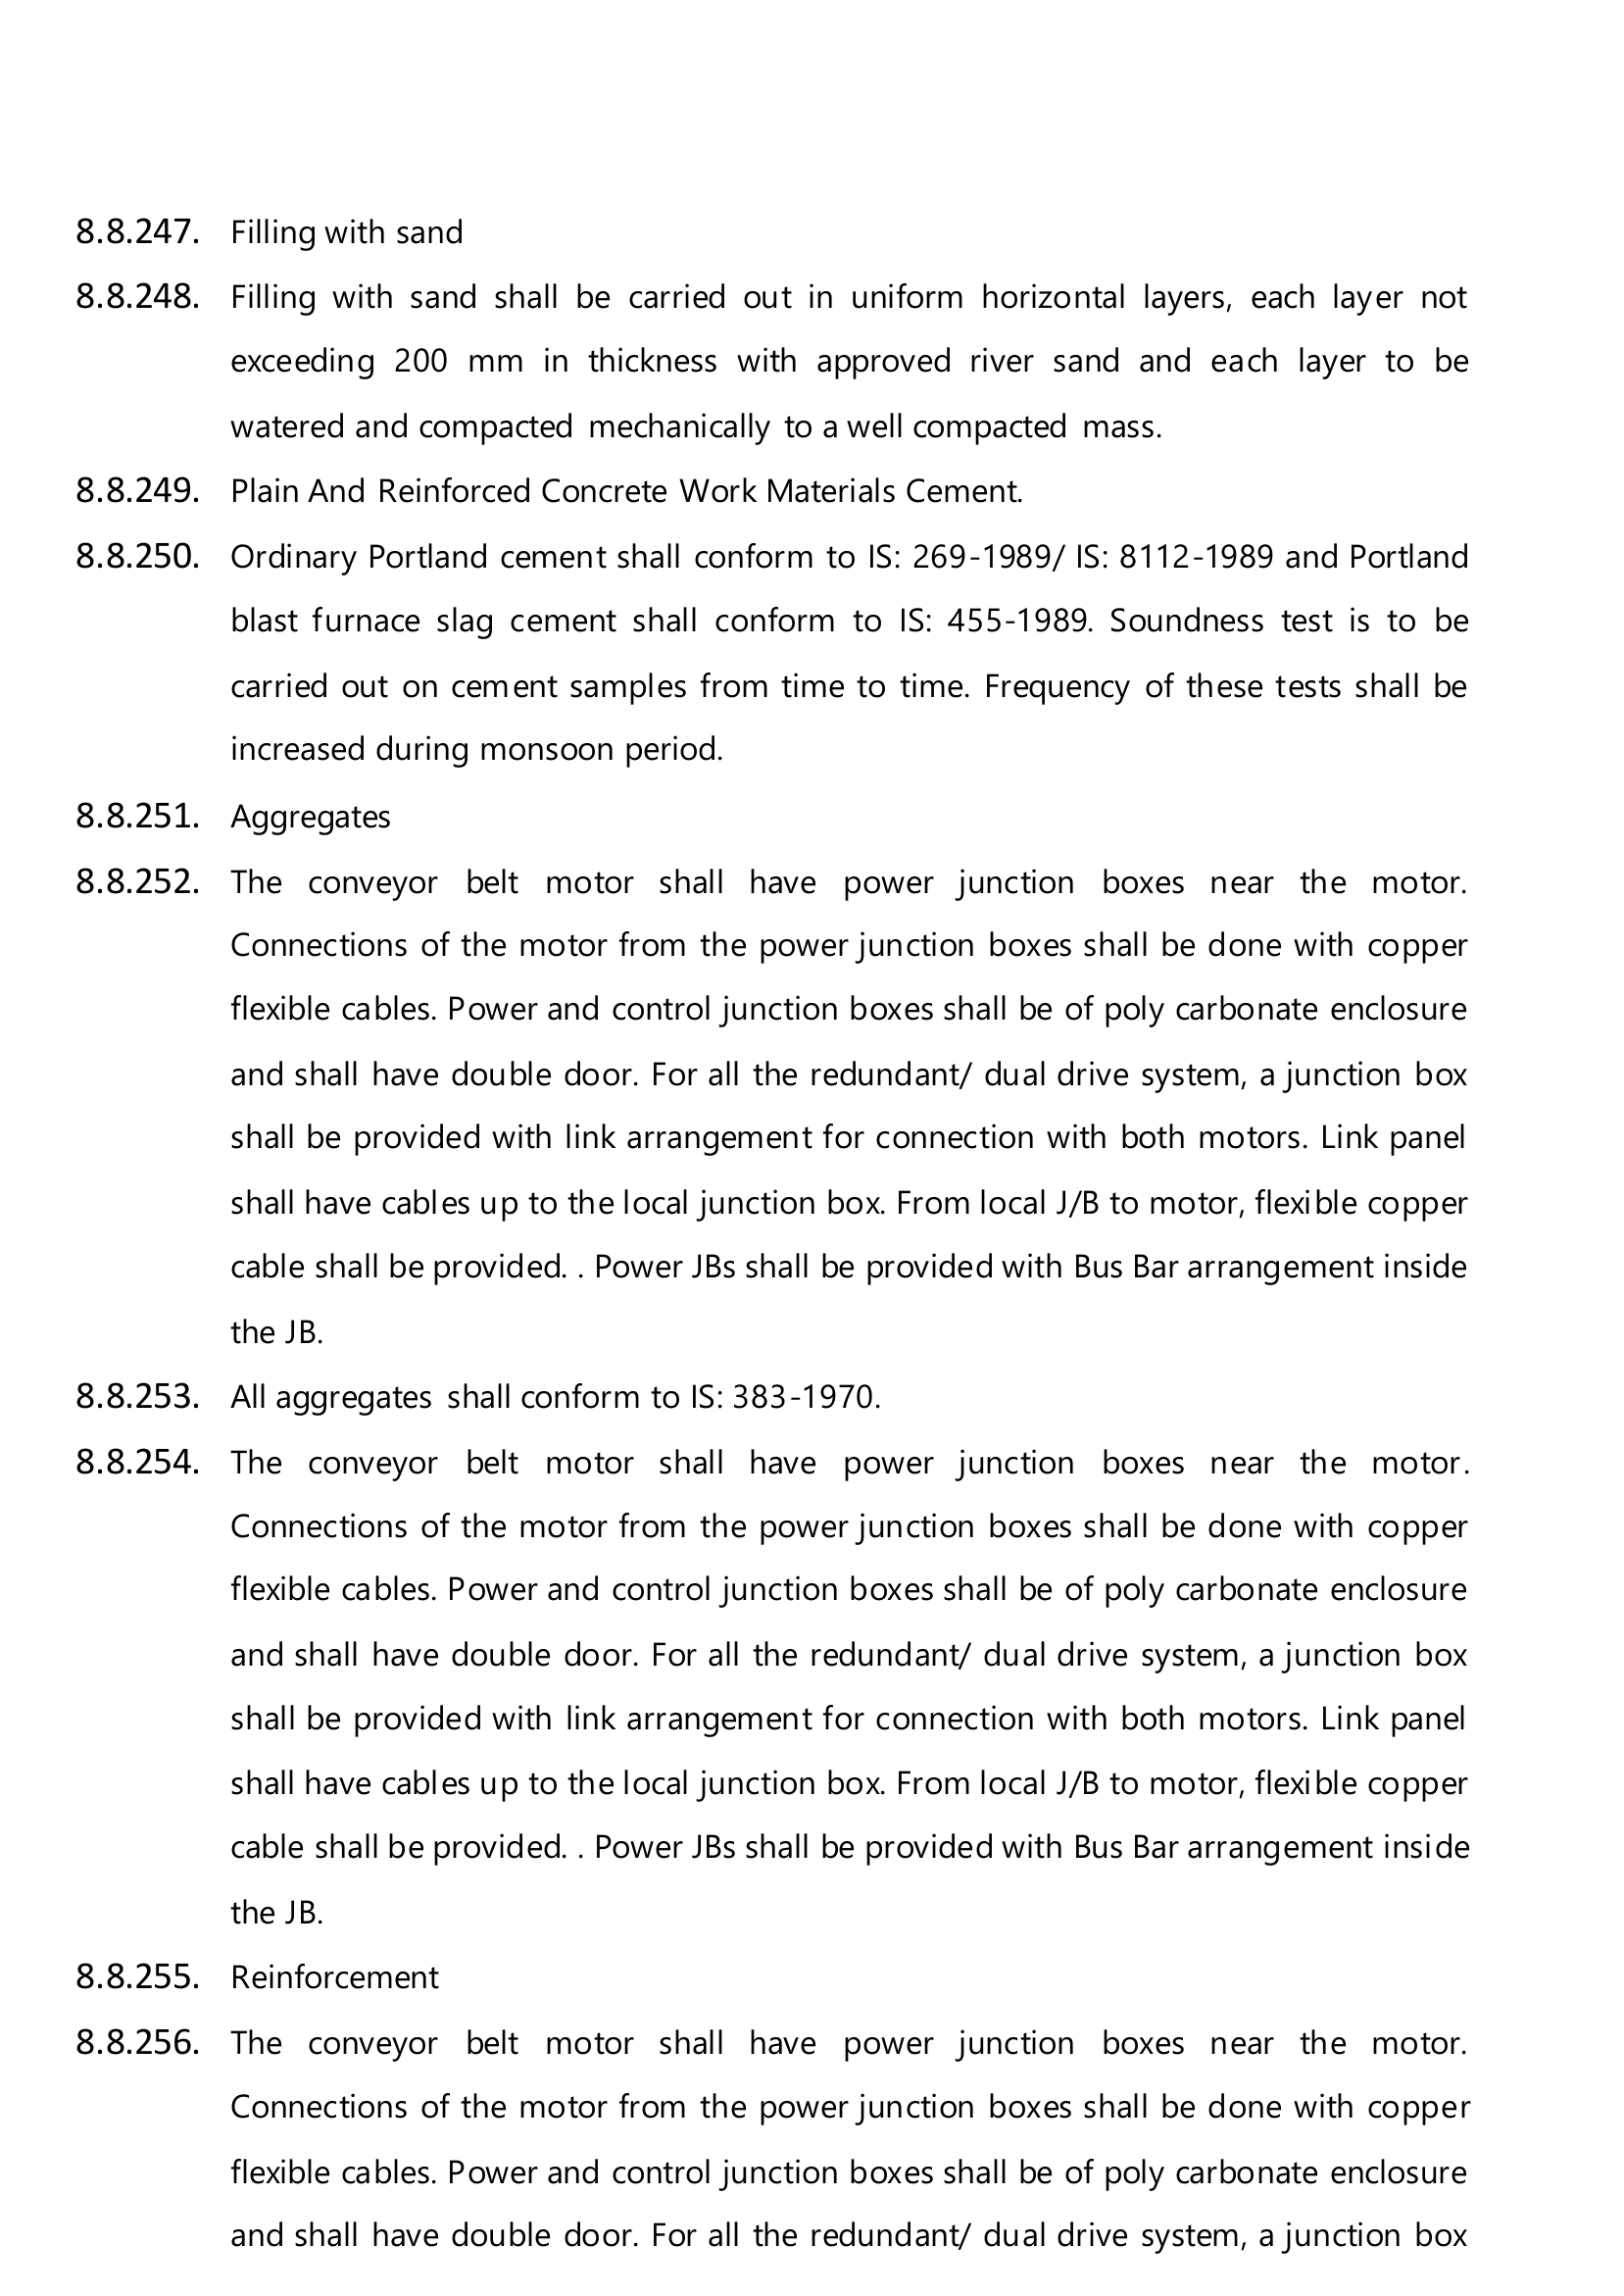 8.8.247. Filling with sand
8.8.248. Filling with sand shall be carried out in uniform horizontal layers, each layer not
exceeding 200 mm in thickness with approved river sand and each layer to be
watered and compacted mechanically to a well compacted mass.
8.8.249. Plain And Reinforced Concrete Work Materials Cement.
8.8.250. Ordinary Portland cement shall conform to IS: 269-1989/ IS: 8112-1989 and Portland
blast furnace slag cement shall conform to IS: 455-1989. Soundness test is to be
carried out on cement samples from time to time. Frequency of these tests shall be
increased during monsoon period.
8.8.251. Aggregates
8.8.252. The conveyor belt motor shall have power junction boxes near the motor.
Connections of the motor from the power junction boxes shall be done with copper
flexible cables. Power and control junction boxes shall be of poly carbonate enclosure
and shall have double door. For all the redundant/ dual drive system, a junction box
shall be provided with link arrangement for connection with both motors. Link panel
shall have cables up to the local junction box. From local J/B to motor, flexible copper
cable shall be provided. . Power JBs shall be provided with Bus Bar arrangement inside
the JB.
8.8.253. All aggregates shall conform to IS: 383-1970.
8.8.254. The conveyor belt motor shall have power junction boxes near the motor.
Connections of the motor from the power junction boxes shall be done with copper
flexible cables. Power and control junction boxes shall be of poly carbonate enclosure
and shall have double door. For all the redundant/ dual drive system, a junction box
shall be provided with link arrangement for connection with both motors. Link panel
shall have cables up to the local junction box. From local J/B to motor, flexible copper
cable shall be provided. . Power JBs shall be provided with Bus Bar arrangement inside
the JB.
8.8.255. Reinforcement
8.8.256. The conveyor belt motor shall have power junction boxes near the motor.
Connections of the motor from the power junction boxes shall be done with copper
flexible cables. Power and control junction boxes shall be of poly carbonate enclosure
and shall have double door. For all the redundant/ dual drive system, a junction box